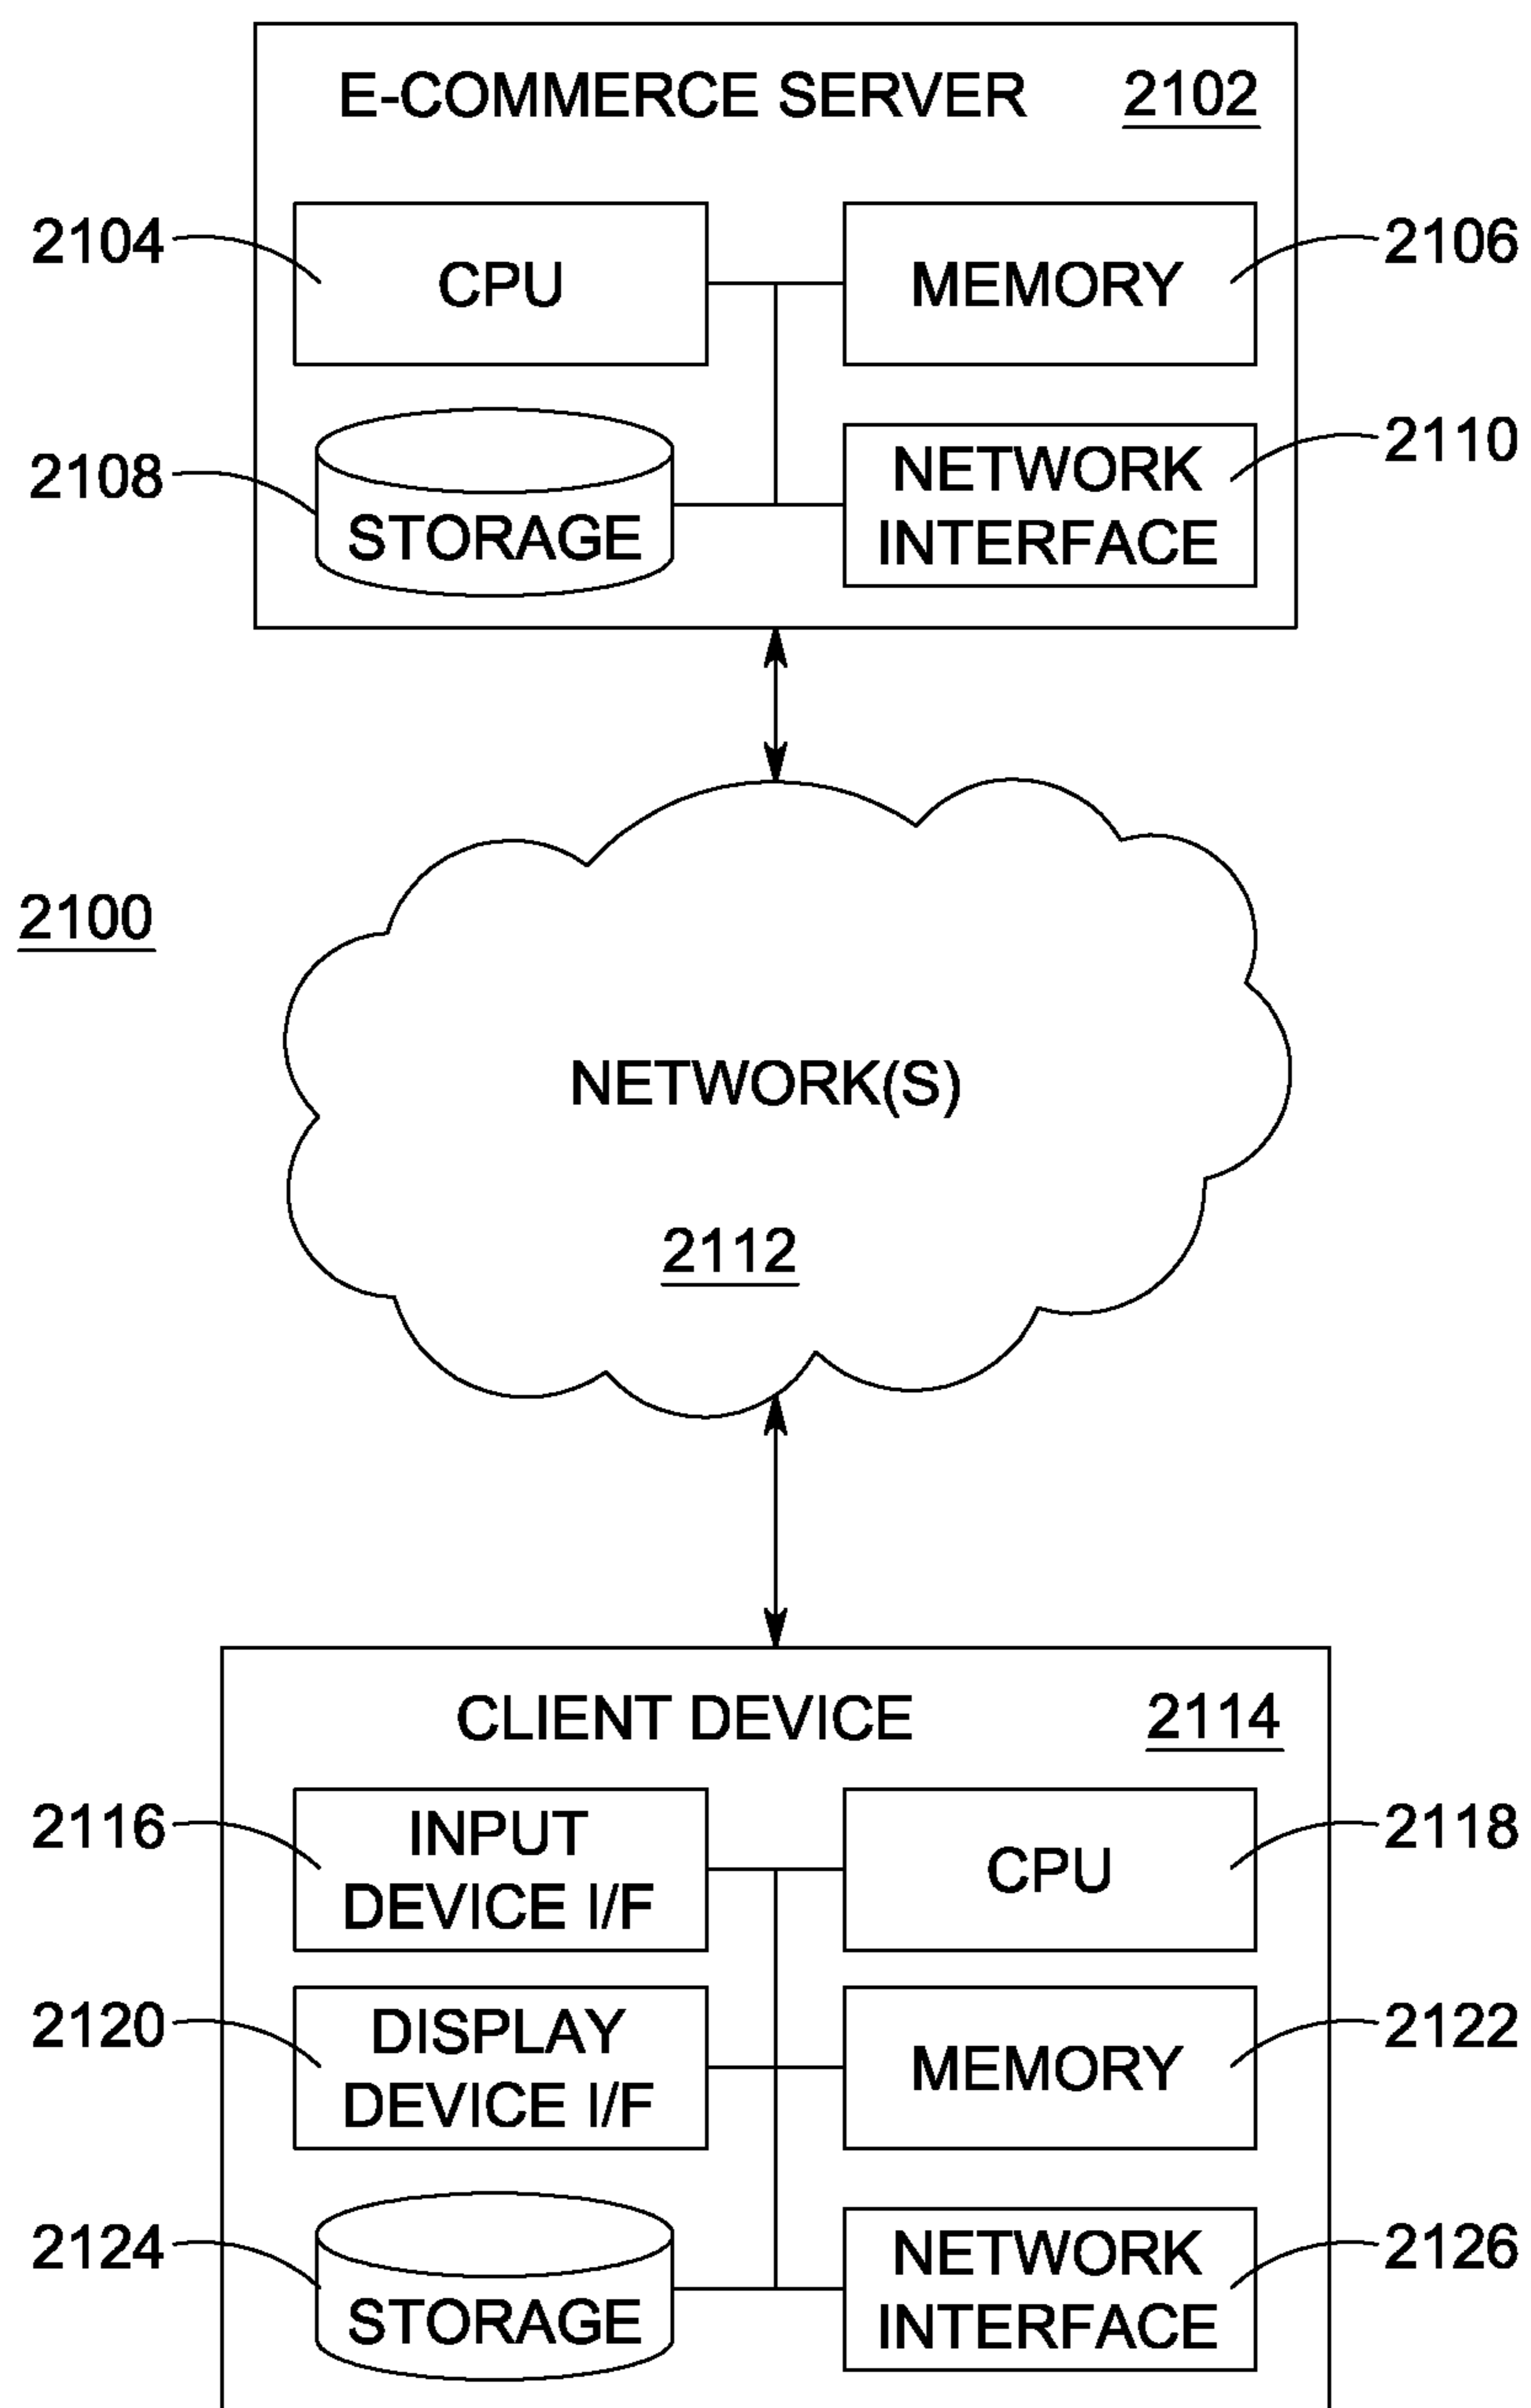 E-COMMERCE SERVER 2102
2104 CPU MEMORY 2106
2108 STORAGE
NETWORK 2110
INTERFACE
2100
NETWORK(S)
2112
CLIENT DEVICE 2114
2116 INPUT
DEVICE I/F
CPU 2118
2120 DISPLAY
DEVICE I/F
MEMORY 2122
2124 STORAGE
NETWORK 2126
INTERFACE